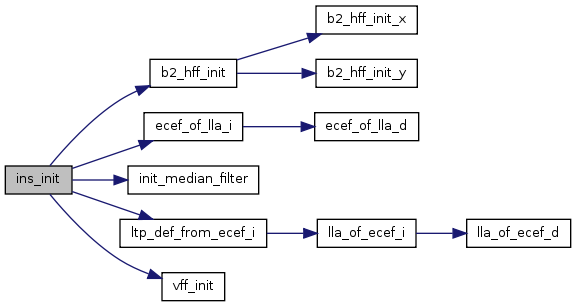 b2_hff_init_x
b2_hff_init
b2_hff_init_y
ecef_of_lla_i
ecef_of_lla_d
ins_init
init_median_filter
ltp_def_from_ecef_i
lla_of_ecef_i
lla_of_ecef_d
vff_init